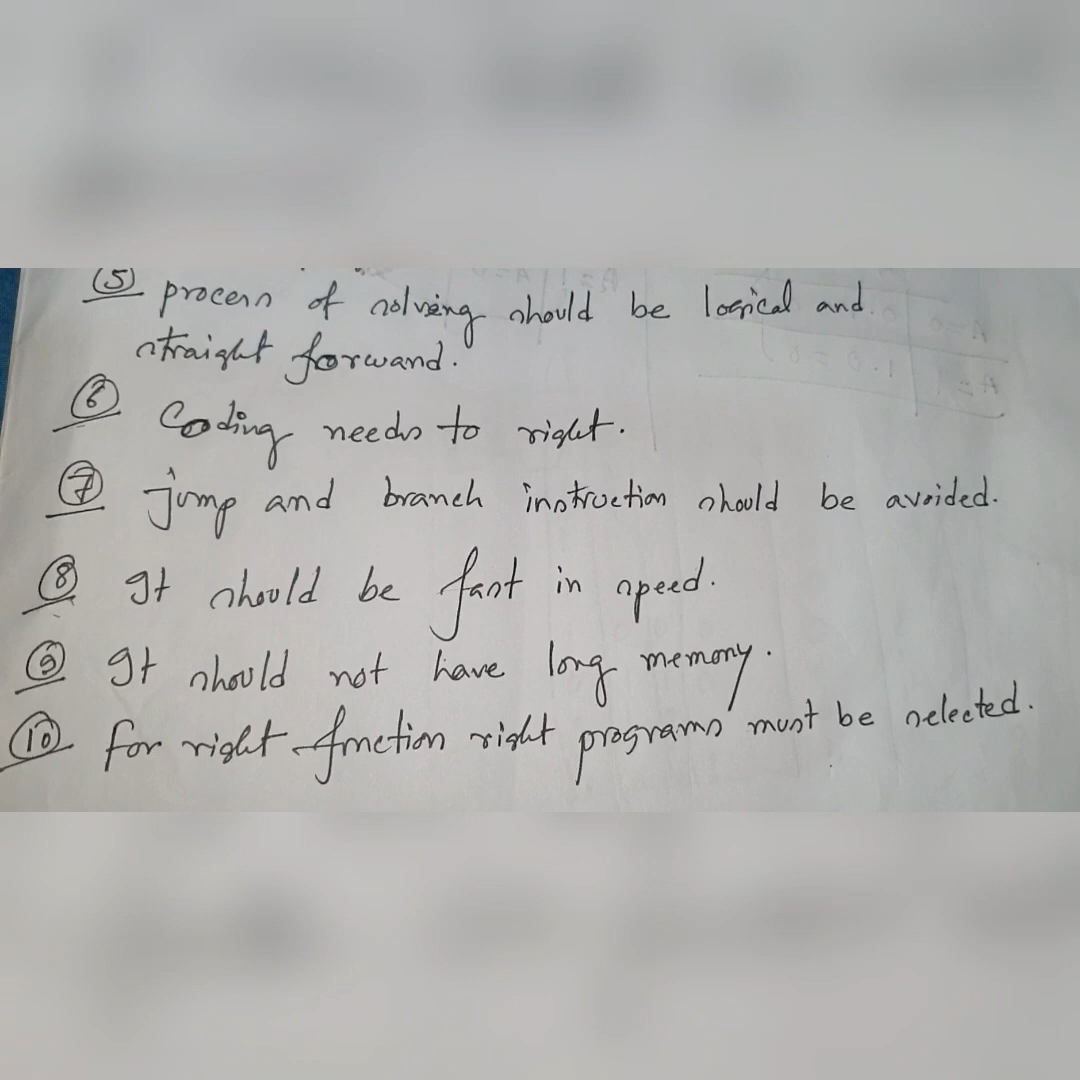 (5) process of solving should be logical and
straight forward.
(6) Coding needs to right.
(7) jump and branch instruction should be avoided.
(8) It should be fast in speed.
(9) It should not have long memory.
(10) for right function right programs must be selected.